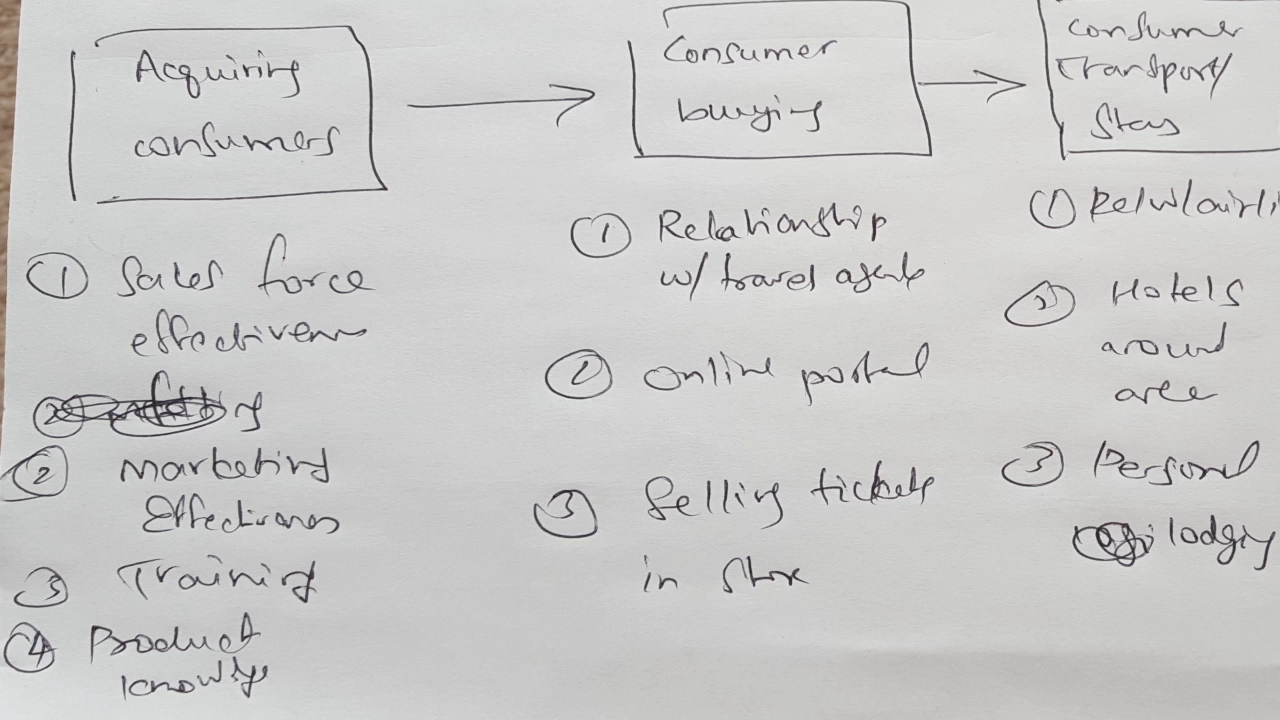 Acquiring
consumers
① Sales force
effectiveness
② Marketing
Effectiveness
③ Training
④ Product
knowledge
Consumer
buying
① Relationship
w/ travel agents
② Online portal
③ Selling tickets
in store
Consumer
Transport/
Stay
① Rel w/ airli
② Hotels
around
area
③ Personal
lodging